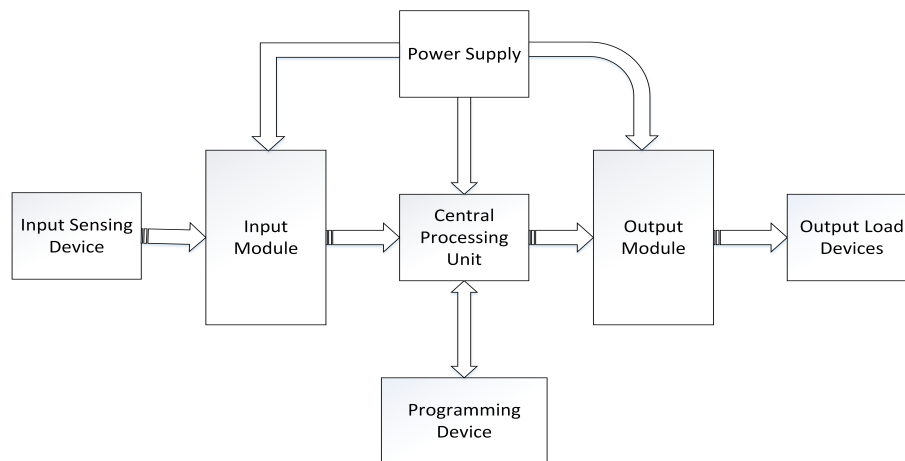 Power Supply
Input Sensing
Device
Input
Module
Central
Processing
Unit
Output
Module
Output Load
Devices
Programming
Device